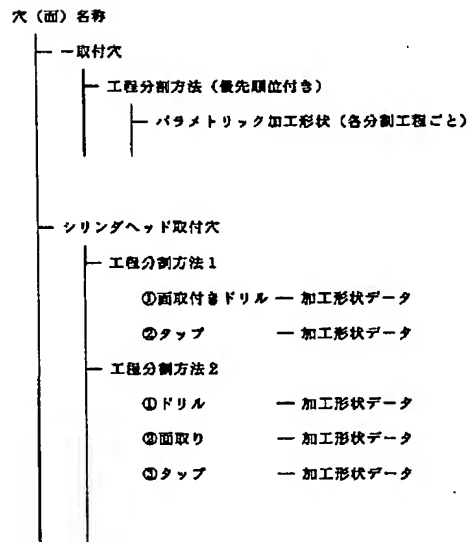 穴（面）名称
一取付穴
工程分割方法（優先順位付き）
パラメトリック加工形状（各分割工程ごと）
シリンダヘッド取付穴
工程分割方法１
①面取付きドリル ― 加工形状データ
②タップ ― 加工形状データ
工程分割方法２
①ドリル ― 加工形状データ
②面取り ― 加工形状データ
③タップ ― 加工形状データ